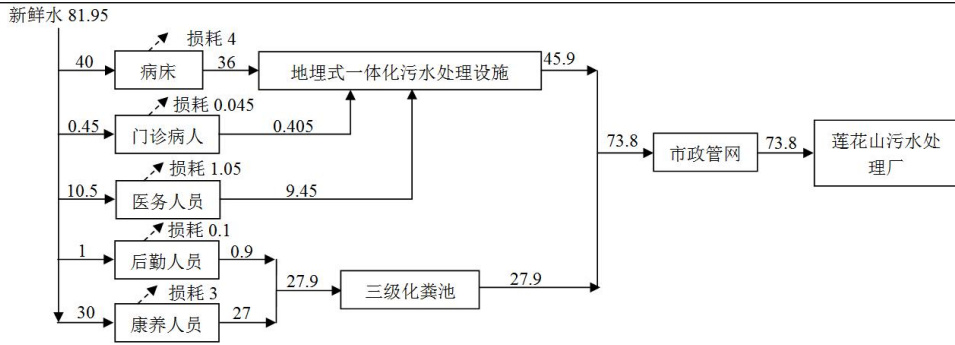 新鲜水 81.95
损耗 4
40
病床
36
地埋式一体化污水处理设施
45.9
损耗 0.045
0.45
门诊病人
0.405
73.8
市政管网
73.8
莲花山污水处
理厂
损耗 1.05
10.5
医务人员
9.45
损耗 0.1
1
后勤人员
0.9
27.9
三级化粪池
27.9
损耗 3
30
康养人员
27